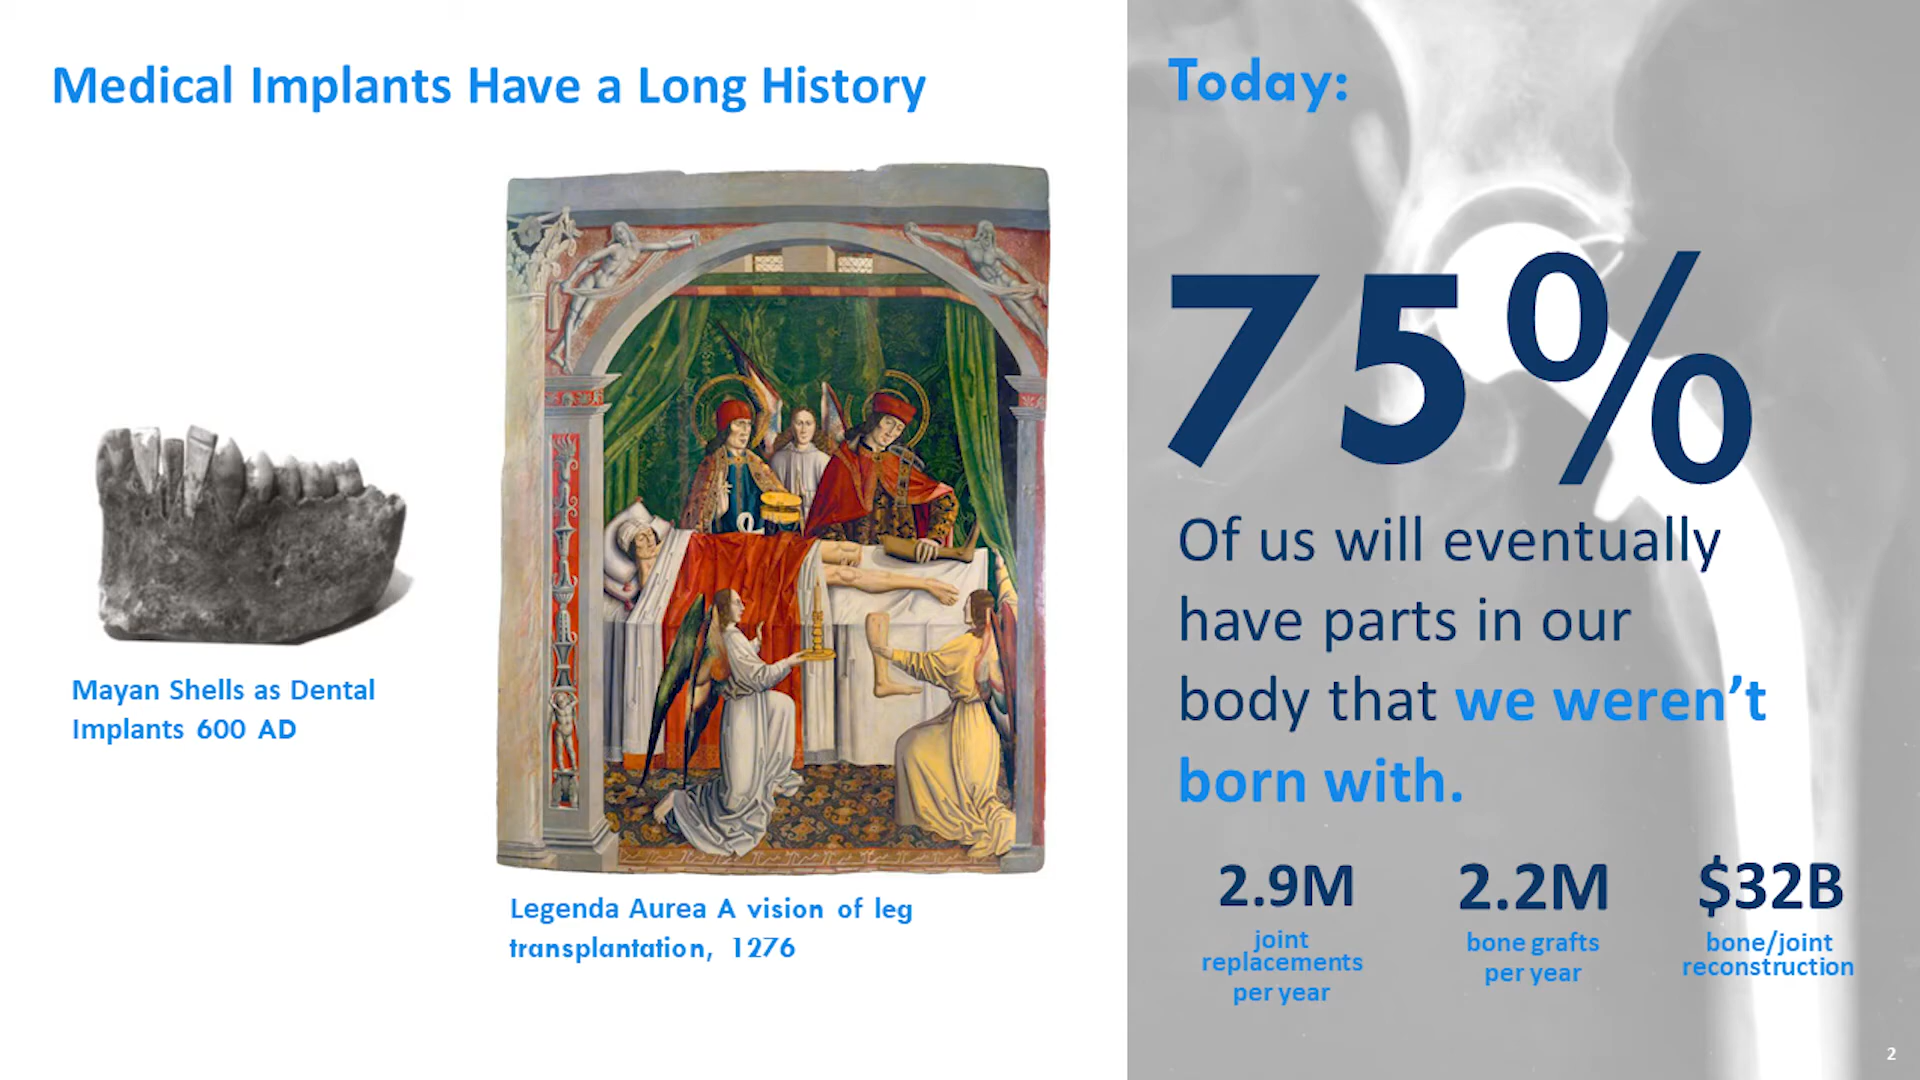 Medical Implants Have a Long History
Mayan Shells as Dental
Implants 600 AD
Legenda Aurea A vision of leg
transplantation, 1276
Today:
75%
Of us will eventually
have parts in our
body that we weren’t
born with.
2.9M
joint
replacements
per year
2.2M
bone grafts
per year
$32B
bone/joint
reconstruction
2